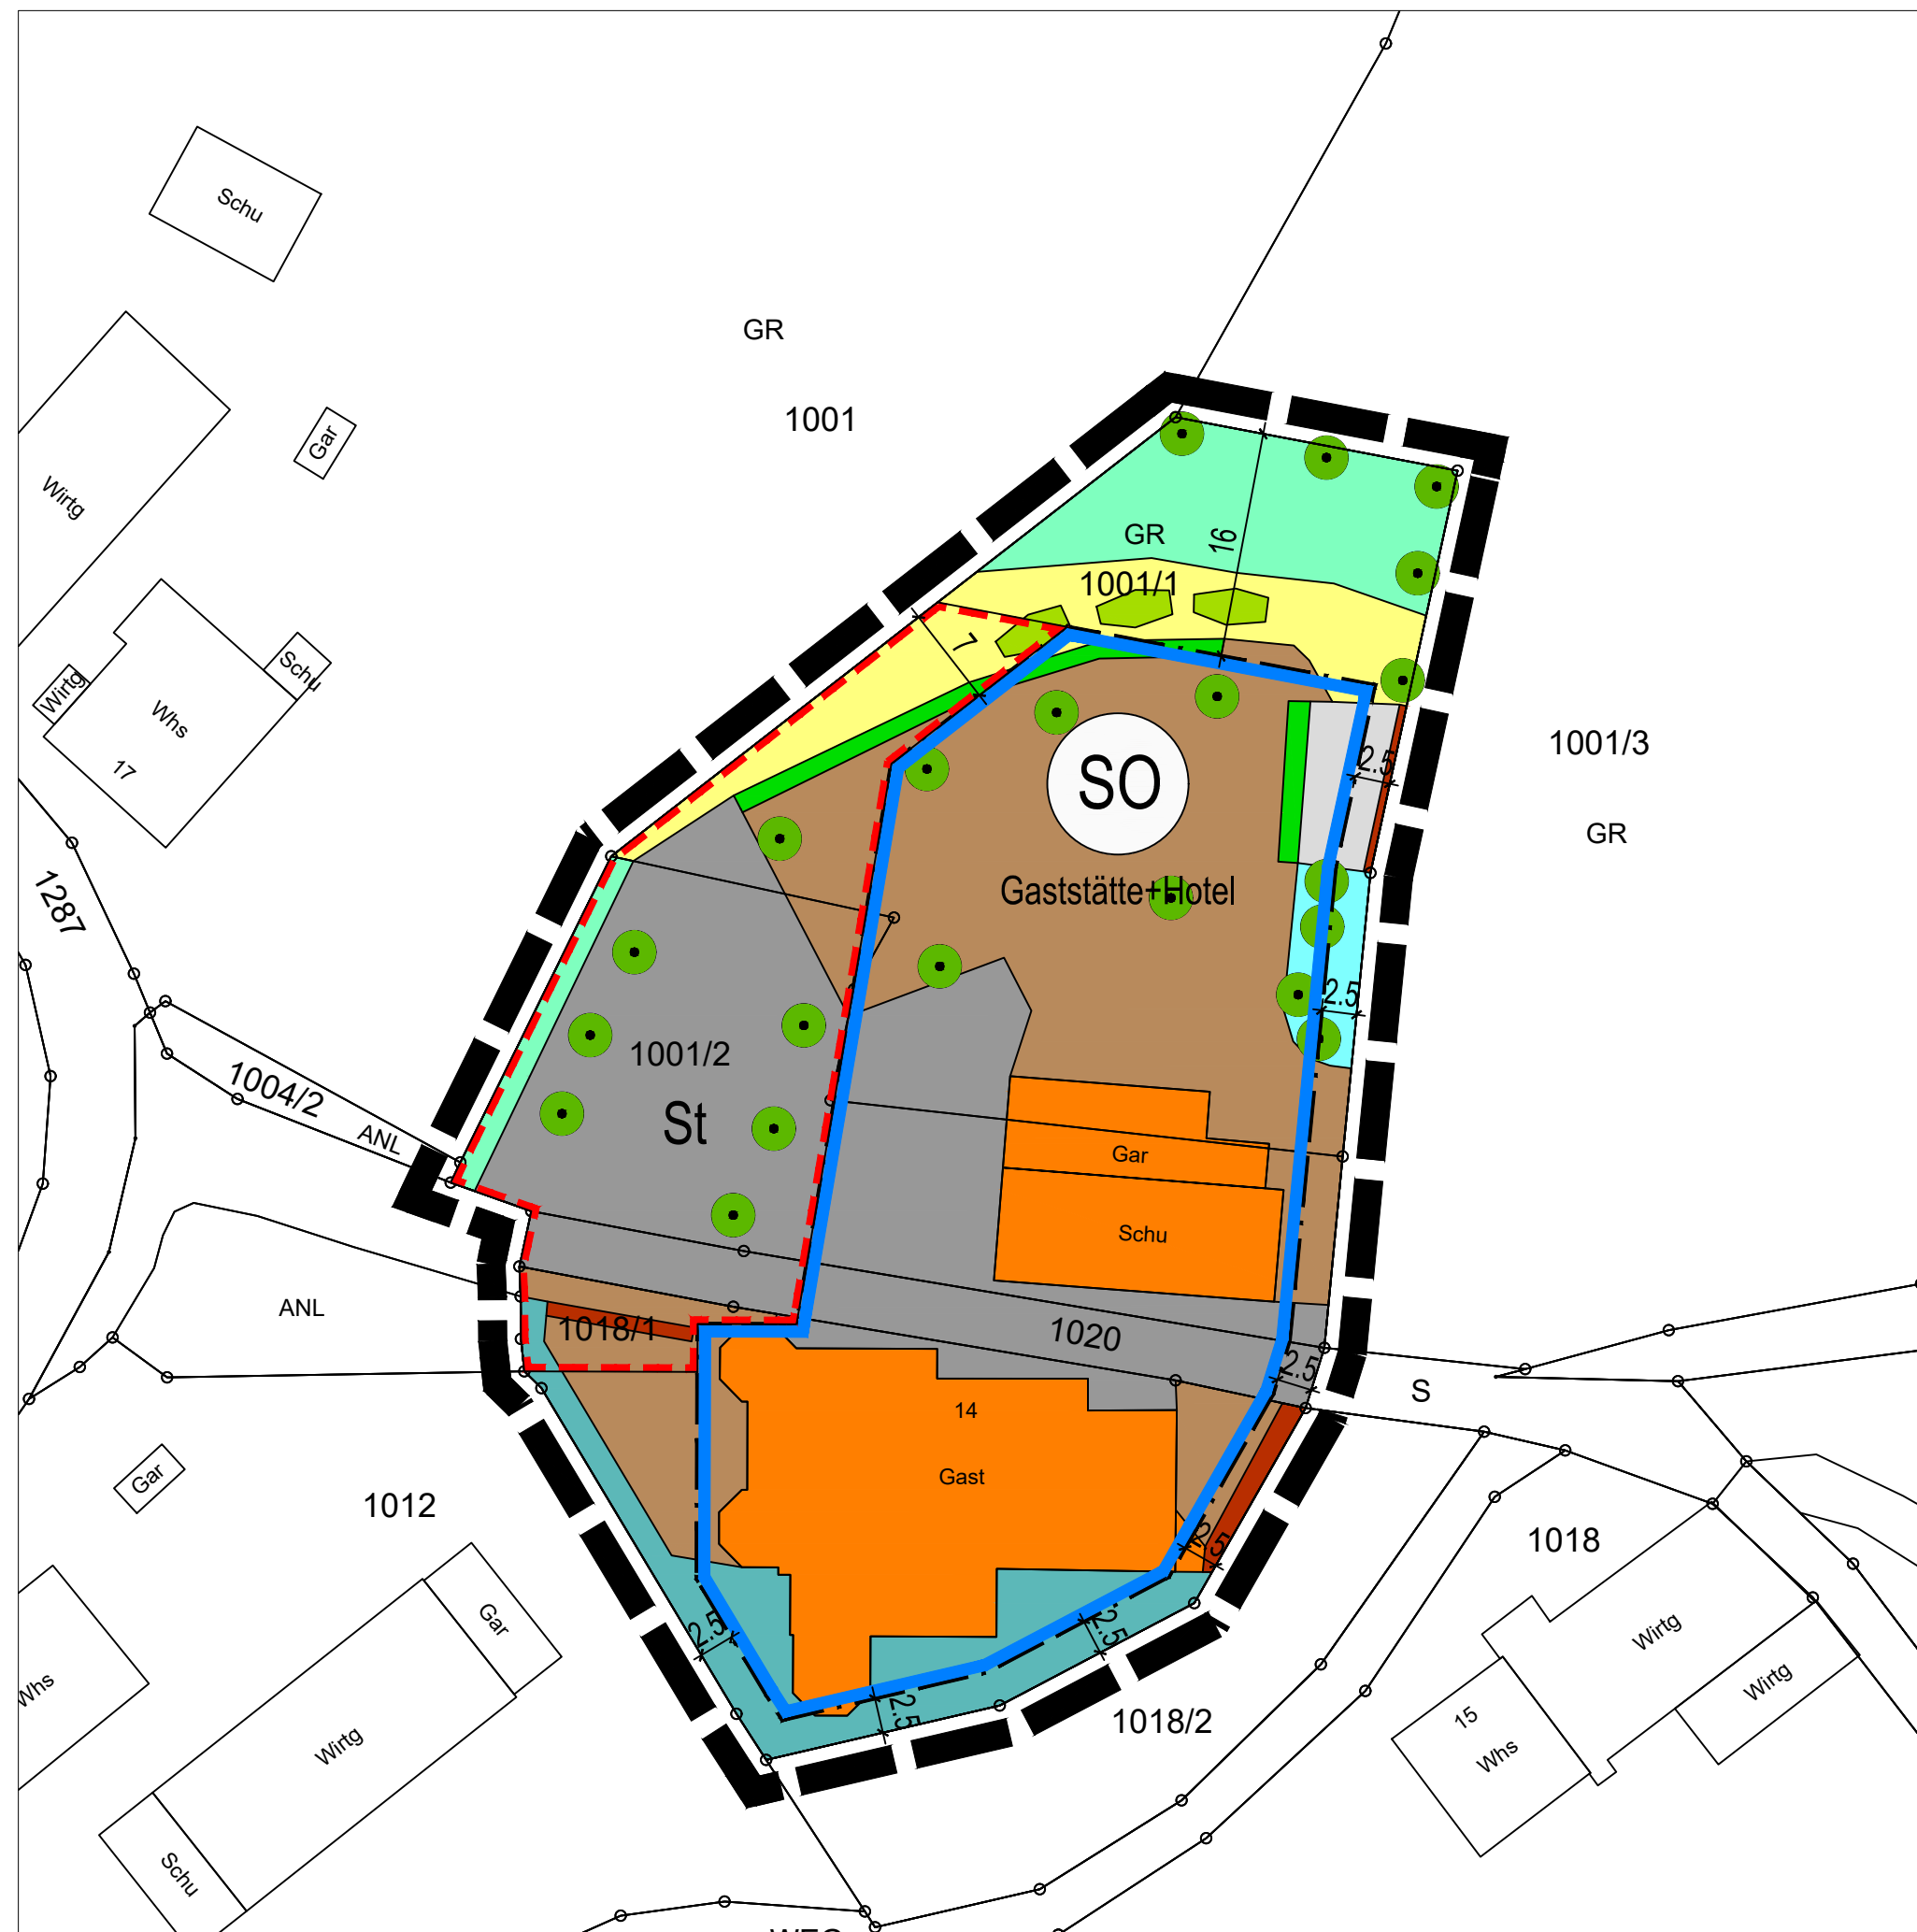 Schu
GR
1001
Gar
Wirtg
GR
16
1001/1
Schu
7
Wirtg
Whs
17
1001/3
2.5
SO
GR
Gaststätte+Hotel
1287
2.5
1001/2
1004/2
St
ANL
Gar
Schu
ANL
1018/1
1020
2.5
S
14
Gast
Gar
1012
2.5
1018
Gar
2.5
2.5
Wirtg
Whs
Wirtg
2.5
15
1018/2
Wirtg
Whs
Schu